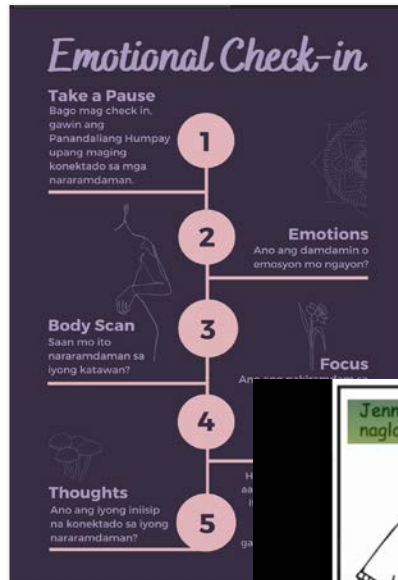 Emotional Check-in
Take a Pause
Bago mag check in,
gawin ang
Panandaliang Humpay
upang maging
konektado sa mga
nararamdaman.
1
2
Emotions
Ano ang damdamin o
emosyon mo ngayon?
Body Scan
Saan mo ito
nararamdaman sa
iyong katawan?
3
Focus
Ano ang
4
Thoughts
Ano ang iyong iniisip
na konektado sa iyong
nararamdaman?
5